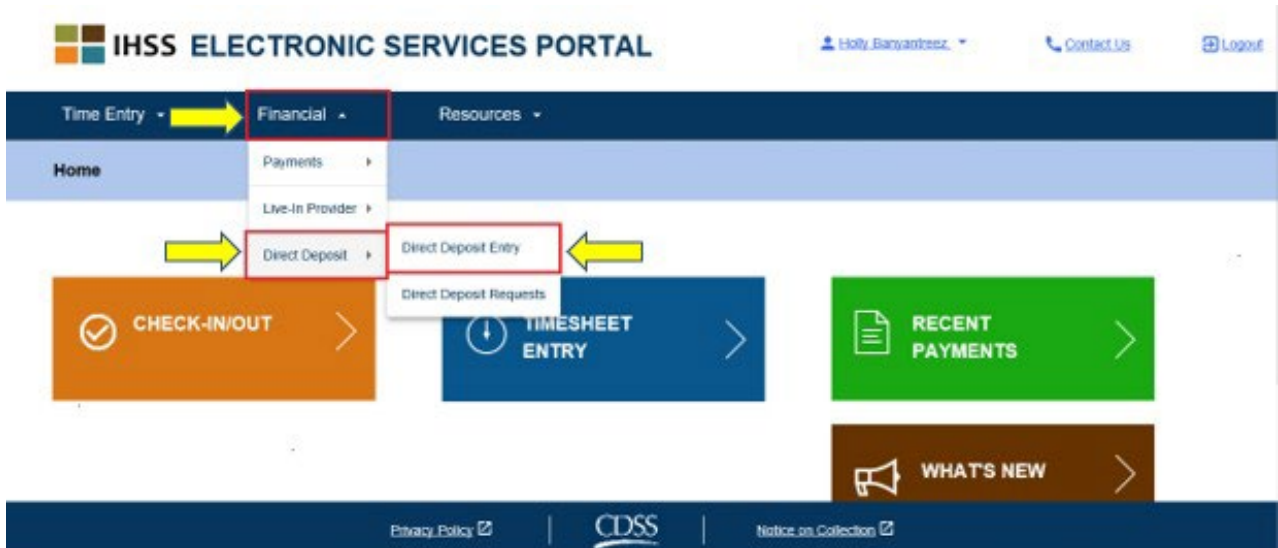 IHSS ELECTRONIC SERVICES PORTAL
Holly Banyantreez
Contact Us
Logout
Time Entry
Financial
Resources
Home
Payments
Live-In Provider
Direct Deposit
Direct Deposit Entry
Direct Deposit Requests
CHECK-IN/OUT
TIMESHEET
ENTRY
RECENT
PAYMENTS
WHAT'S NEW
Privacy Policy
CDSS
Notice on Collection